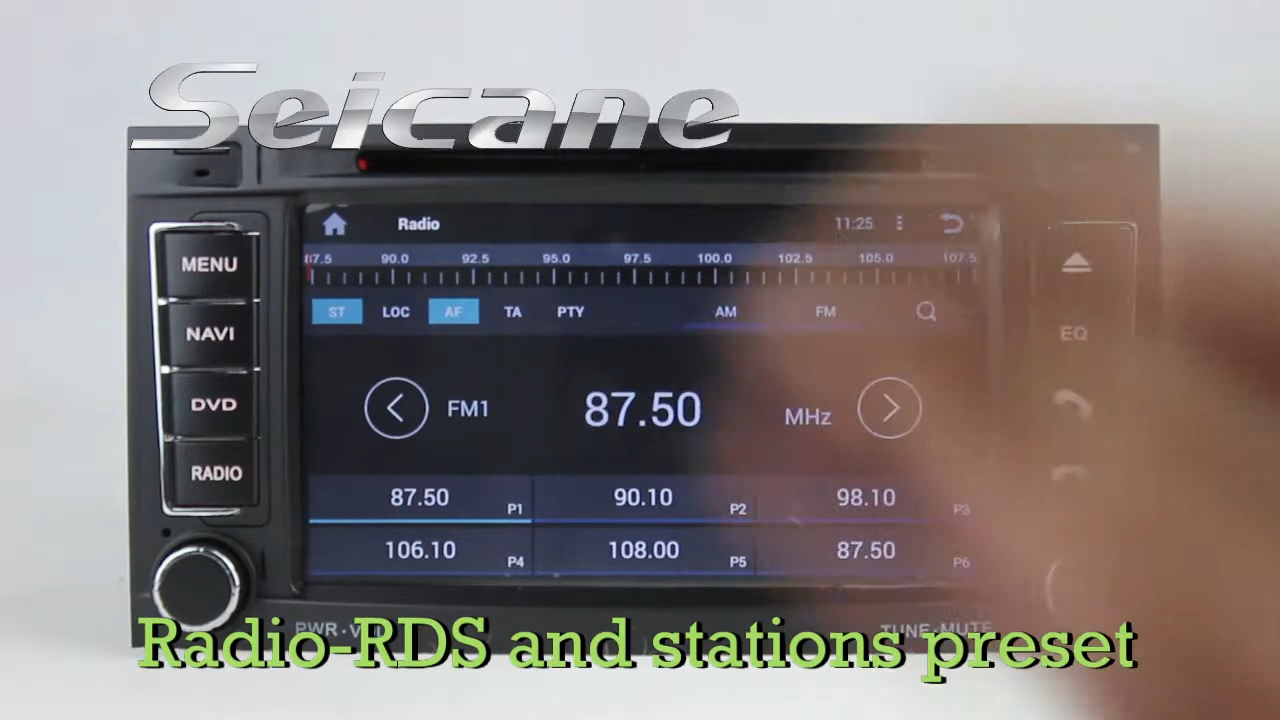 Seicane
Radio 11:25
87.5 90.0 92.5 95.0 97.5 100.0 102.5 105.0 107.5
MENU
ST LOC AF TA PTY AM FM
NAVI
EQ
DVD
FM1 87.50 MHz
RADIO
87.50 P1 90.10 P2 98.10 P3
106.10 P4 108.00 P5 87.50 P6
TUNE·MUTE
Radio-RDS and stations preset